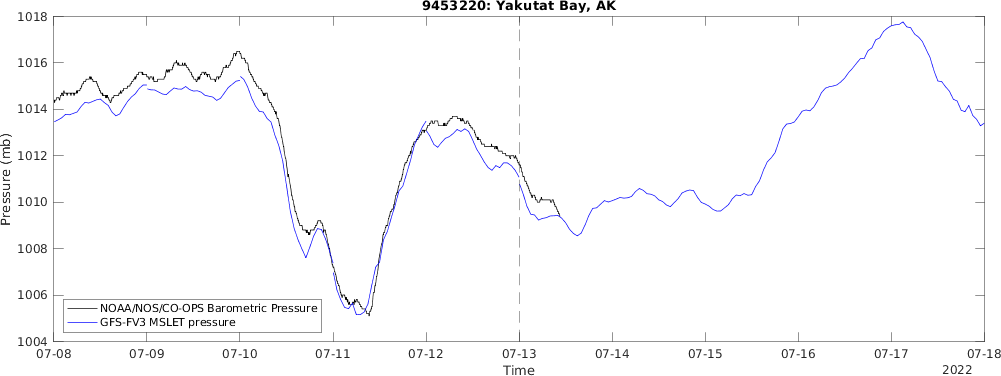 9453220: Yakutat Bay, AK
1018
1016
1014
1012
1010
1008
1006
1004
Pressure (mb)
NOAA/NOS/CO-OPS Barometric Pressure
GFS-FV3 MSLET pressure
07-08 07-09 07-10 07-11 07-12 07-13 07-14 07-15 07-16 07-17 07-18
Time
2022